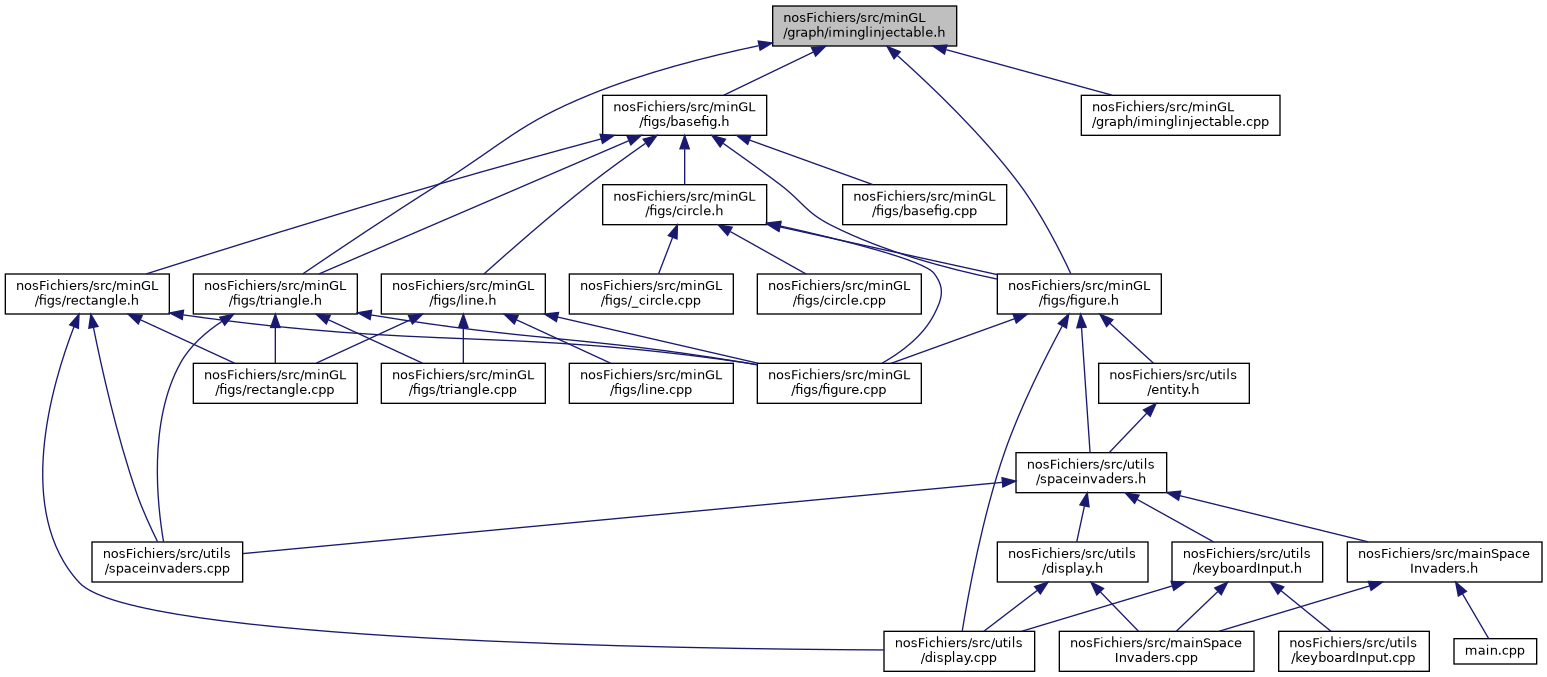 nosFichiers/src/minGL
/graph/iminglinjectable.h
nosFichiers/src/minGL
/figs/basefig.h
nosFichiers/src/minGL
/graph/iminglinjectable.cpp
nosFichiers/src/minGL
/figs/circle.h
nosFichiers/src/minGL
/figs/basefig.cpp
nosFichiers/src/minGL
/figs/rectangle.h
nosFichiers/src/minGL
/figs/triangle.h
nosFichiers/src/minGL
/figs/line.h
nosFichiers/src/minGL
/figs/_circle.cpp
nosFichiers/src/minGL
/figs/circle.cpp
nosFichiers/src/minGL
/figs/figure.h
nosFichiers/src/minGL
/figs/rectangle.cpp
nosFichiers/src/minGL
/figs/triangle.cpp
nosFichiers/src/minGL
/figs/line.cpp
nosFichiers/src/minGL
/figs/figure.cpp
nosFichiers/src/utils
/entity.h
nosFichiers/src/utils
/spaceinvaders.h
nosFichiers/src/utils
/spaceinvaders.cpp
nosFichiers/src/utils
/display.h
nosFichiers/src/utils
/keyboardInput.h
nosFichiers/src/mainSpace
Invaders.h
nosFichiers/src/utils
/display.cpp
nosFichiers/src/mainSpace
Invaders.cpp
nosFichiers/src/utils
/keyboardInput.cpp
main.cpp